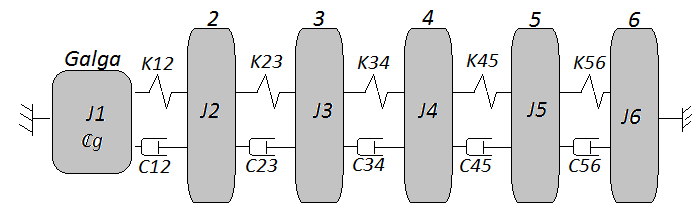 2 3 4 5 6
Galga K12 K23 K34 K45 K56
J1 J2 J3 J4 J5 J6
ℂg
C12 C23 C34 C45 C56